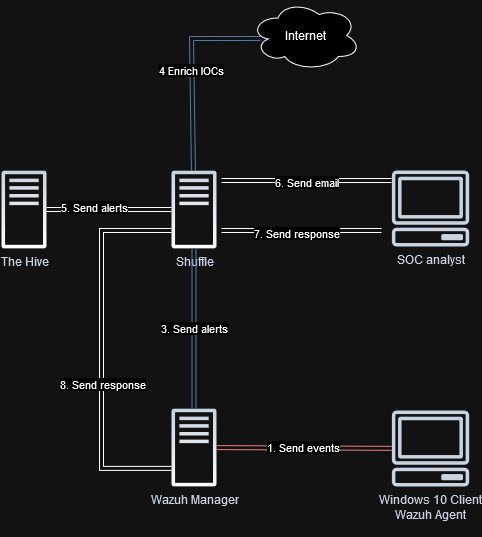 Internet
4 Enrich IOCs
6. Send email
5. Send alerts
7. Send response
The Hive
Shuffle
SOC analyst
3. Send alerts
8. Send response
1. Send events
Wazuh Manager
Windows 10 Client
Wazuh Agent